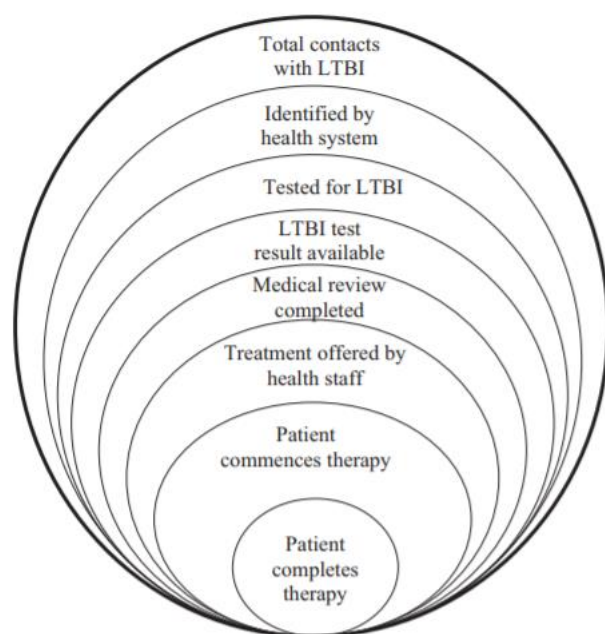 Total contacts
with LTBI
Identified by
health system
Tested for LTBI
LTBI test
result available
Medical review
completed
Treatment offered by
health staff
Patient
commences therapy
Patient
completes
therapy